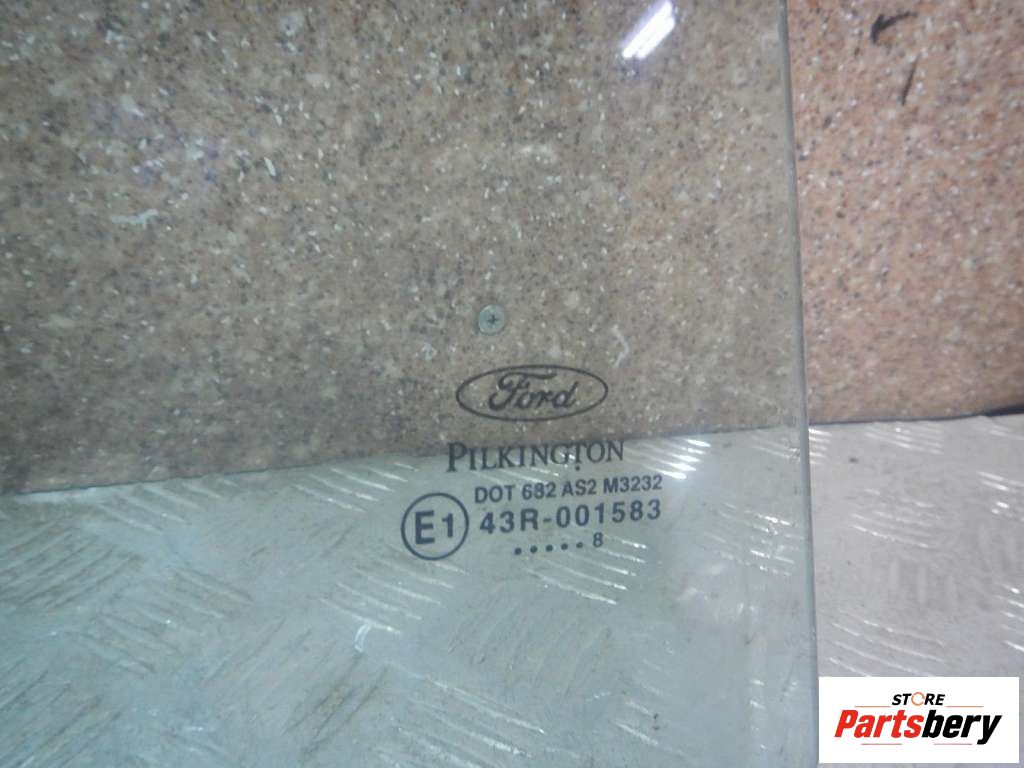 Ford
PILKINGTON
DOT 682 AS2 M3232
E1 43R-001583
.....8
STORE
Partsbery